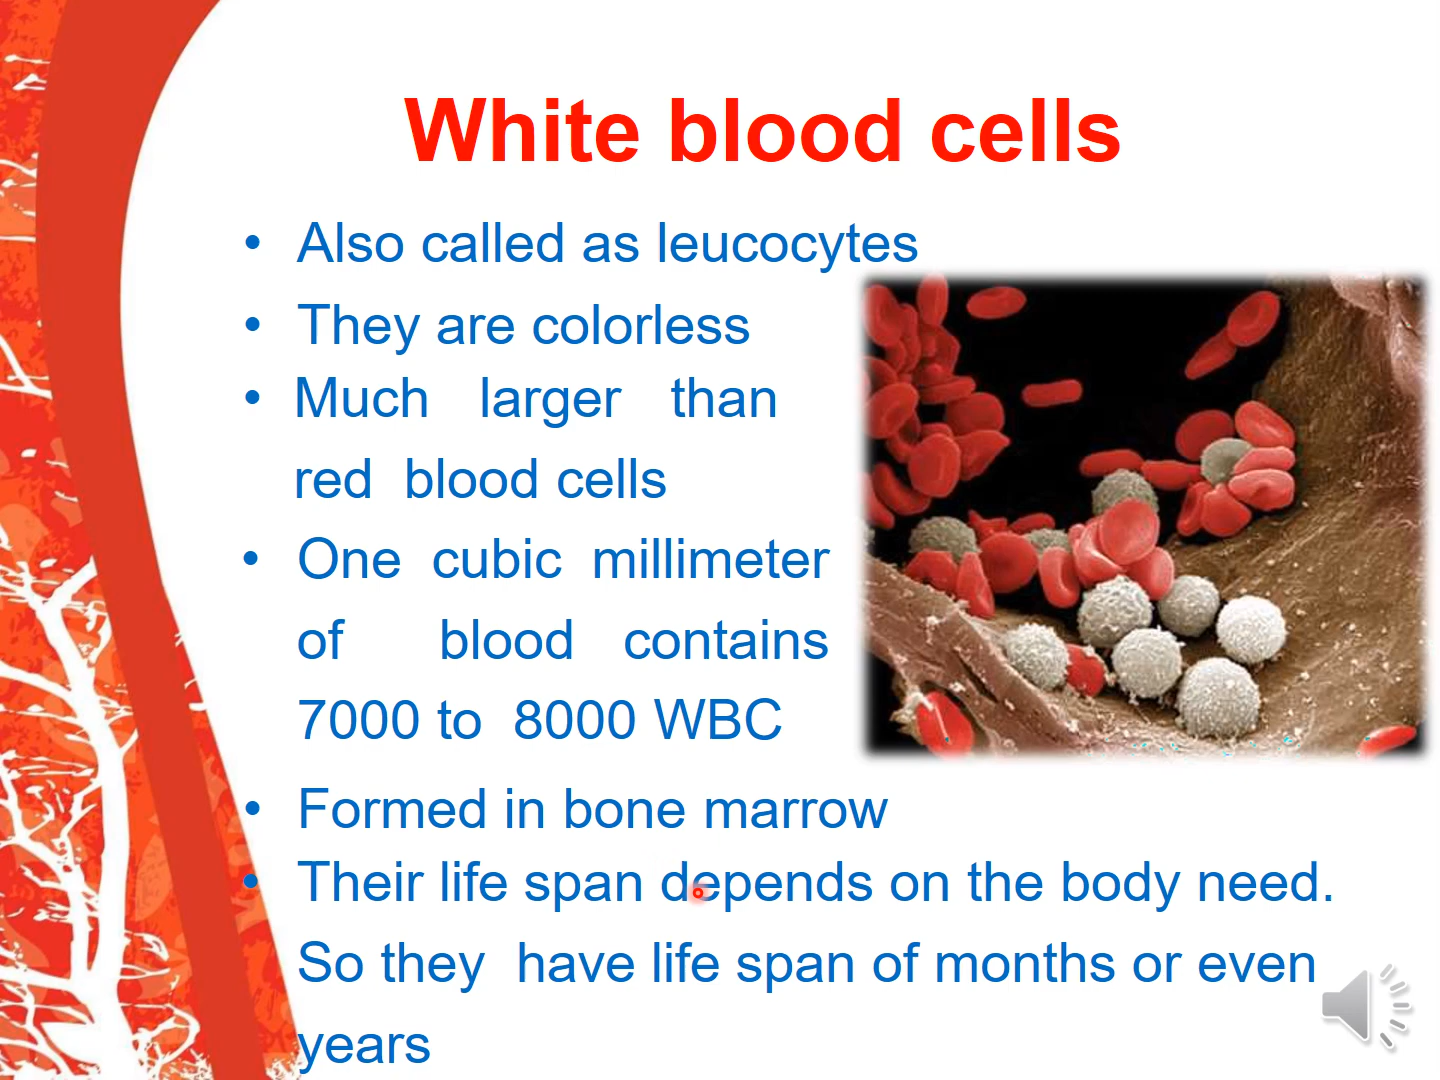 White blood cells
• Also called as leucocytes
• They are colorless
• Much larger than
red blood cells
• One cubic millimeter
of blood contains
7000 to 8000 WBC
• Formed in bone marrow
• Their life span depends on the body need.
So they have life span of months or even
years